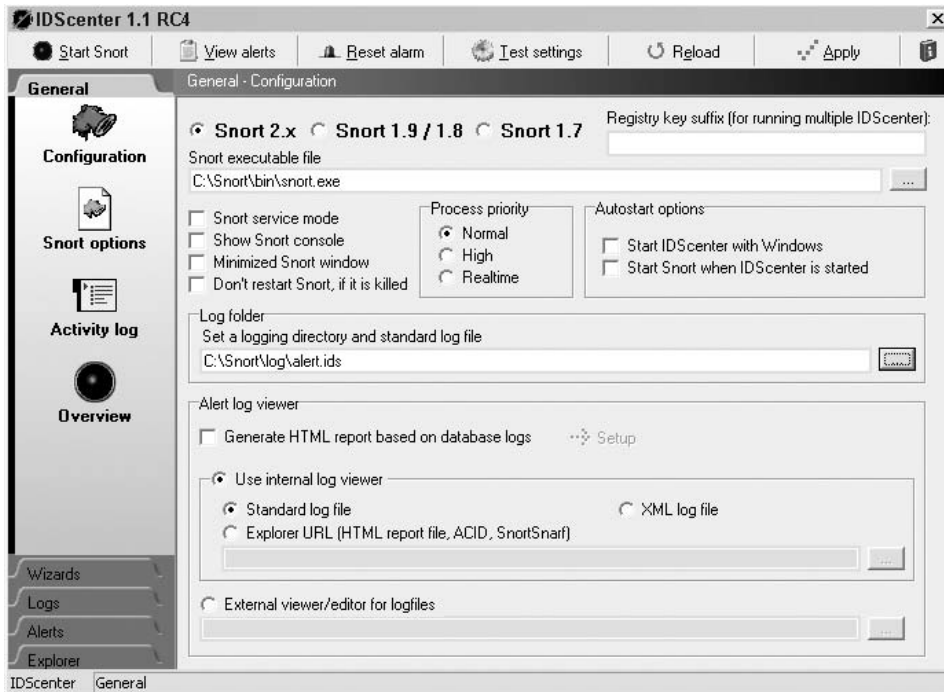 IDScenter 1.1 RC4
Start Snort View alerts Reset alarm Test settings Reload Apply
General
General - Configuration
Configuration
Snort options
Activity log
Overview
Snort 2.x Snort 1.9 / 1.8 Snort 1.7
Registry key suffix (for running multiple IDScenter):
Snort executable file
C:\Snort\bin\snort.exe
...
Snort service mode
Show Snort console
Minimized Snort window
Don't restart Snort, if it is killed
Process priority
Normal
High
Realtime
Autostart options
Start IDScenter with Windows
Start Snort when IDScenter is started
Log folder
Set a logging directory and standard log file
C:\Snort\log\alert.ids
...
Alert log viewer
Generate HTML report based on database logs Setup
Use internal log viewer
Standard log file XML log file
Explorer URL (HTML report file, ACID, SnortSnarf)
...
External viewer/editor for logfiles
...
Wizards
Logs
Alerts
Explorer
IDScenter General